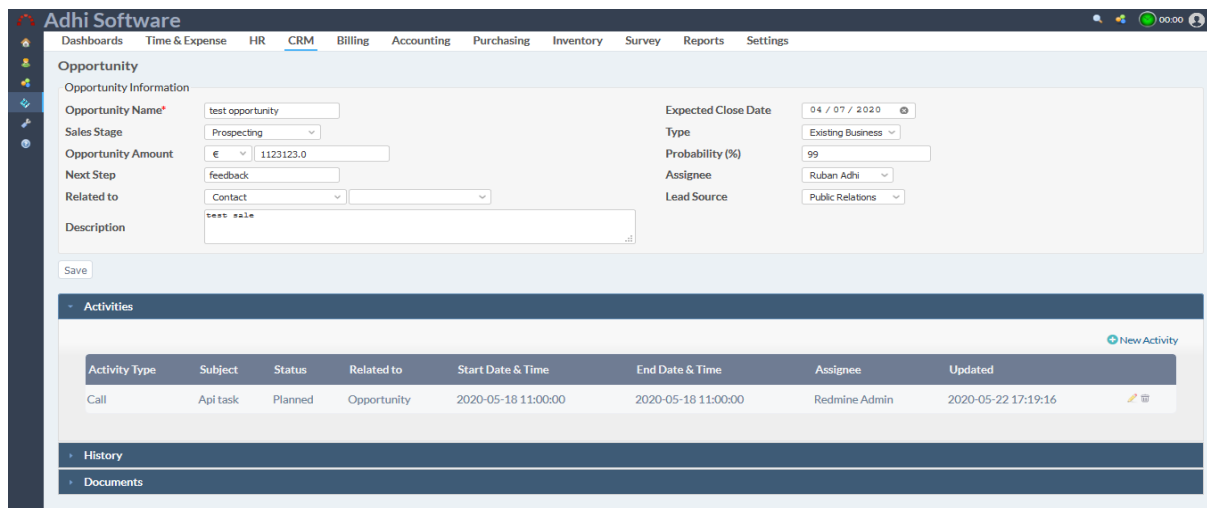 Adhi Software
00:00
Dashboards Time & Expense HR CRM Billing Accounting Purchasing Inventory Survey Reports Settings
Opportunity
Opportunity Information
Opportunity Name* test opportunity Expected Close Date 04 / 07 / 2020
Sales Stage Prospecting Type Existing Business
Opportunity Amount € 1123123.0 Probability (%) 99
Next Step feedback Assignee Ruban Adhi
Related to Contact Lead Source Public Relations
Description test sale
Save
Activities
New Activity
Activity Type Subject Status Related to Start Date & Time End Date & Time Assignee Updated
Call Api task Planned Opportunity 2020-05-18 11:00:00 2020-05-18 11:00:00 Redmine Admin 2020-05-22 17:19:16
History
Documents